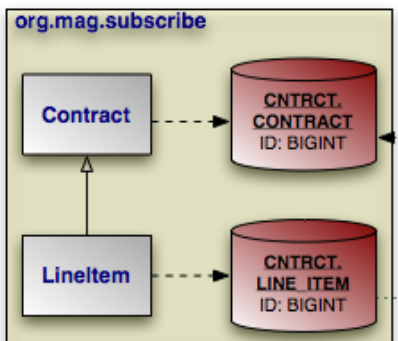 org.mag.subscribe
Contract
CNTRCT.
CONTRACT
ID: BIGINT
LineItem
CNTRCT.
LINE_ITEM
ID: BIGINT